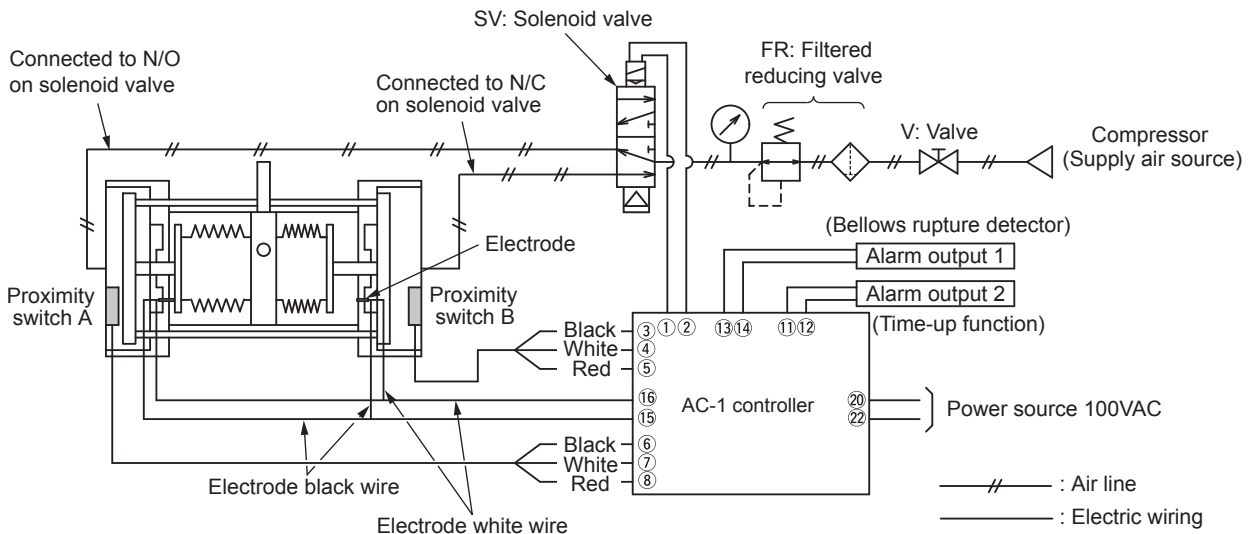 SV: Solenoid valve
Connected to N/O
on solenoid valve
Connected to N/C
on solenoid valve
FR: Filtered
reducing valve
V: Valve
Compressor
(Supply air source)
Electrode
Proximity
switch A
Proximity
switch B
(Bellows rupture detector)
Alarm output 1
Alarm output 2
(Time-up function)
Black ③ ① ② ⑬ ⑭ ⑪ ⑫
White ④
Red ⑤
⑯ AC-1 controller ⑳
⑮ ㉒
Power source 100VAC
Black ⑥
White ⑦
Red ⑧
Electrode black wire
Electrode white wire
: Air line
: Electric wiring